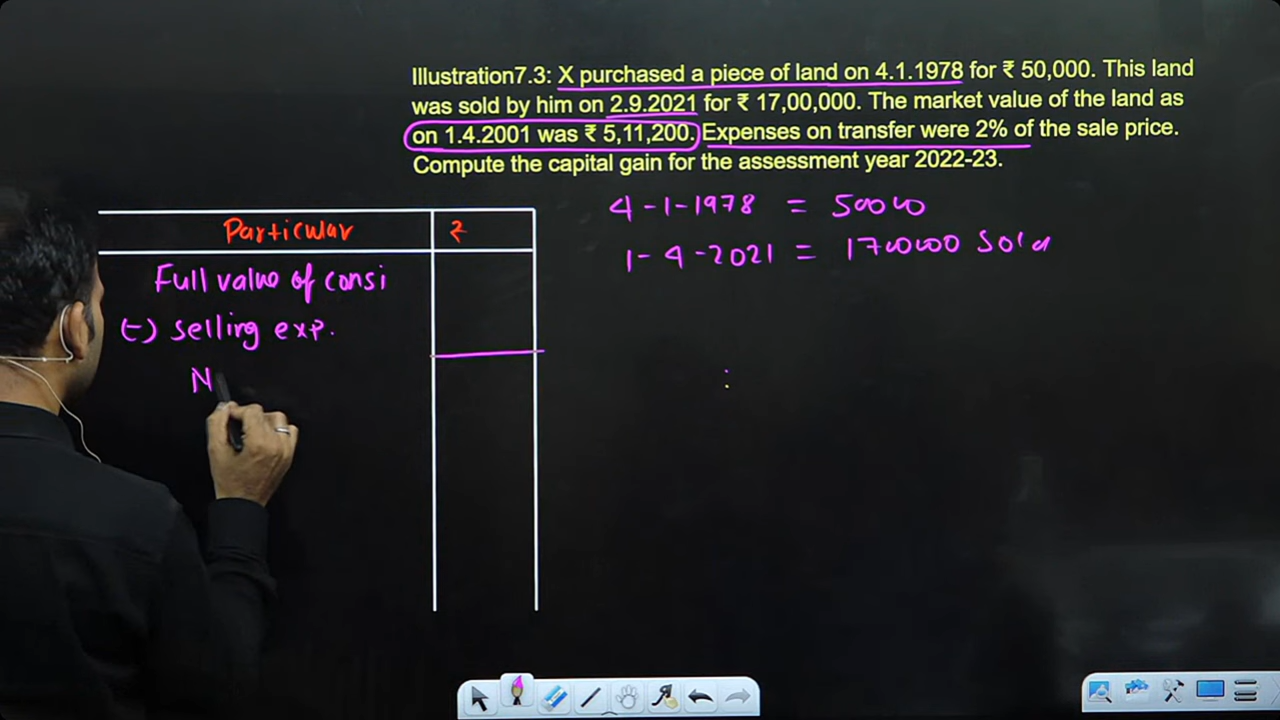 Illustration7.3: X purchased a piece of land on 4.1.1978 for ₹ 50,000. This land
was sold by him on 2.9.2021 for ₹ 17,00,000. The market value of the land as
on 1.4.2001 was ₹ 5,11,200. Expenses on transfer were 2% of the sale price.
Compute the capital gain for the assessment year 2022-23.
4-1-1978 = 50000
1-4-2021 = 1700000 Sold
Particular ₹
Full value of consi
(-) selling exp.
N